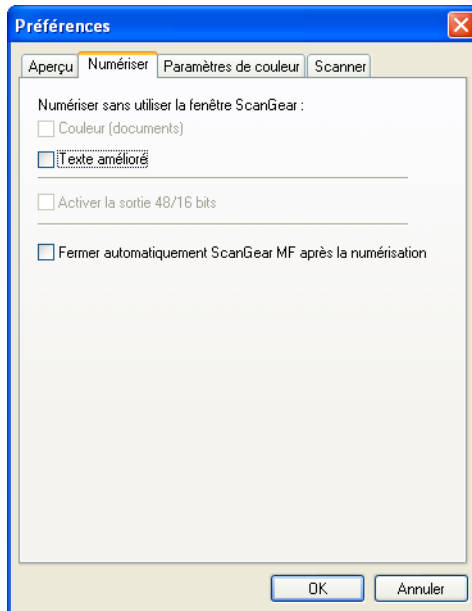 Préférences
Aperçu Numériser Paramètres de couleur Scanner
Numériser sans utiliser la fenêtre ScanGear :
Couleur (documents)
Texte amélioré
Activer la sortie 48/16 bits
Fermer automatiquement ScanGear MF après la numérisation
OK Annuler